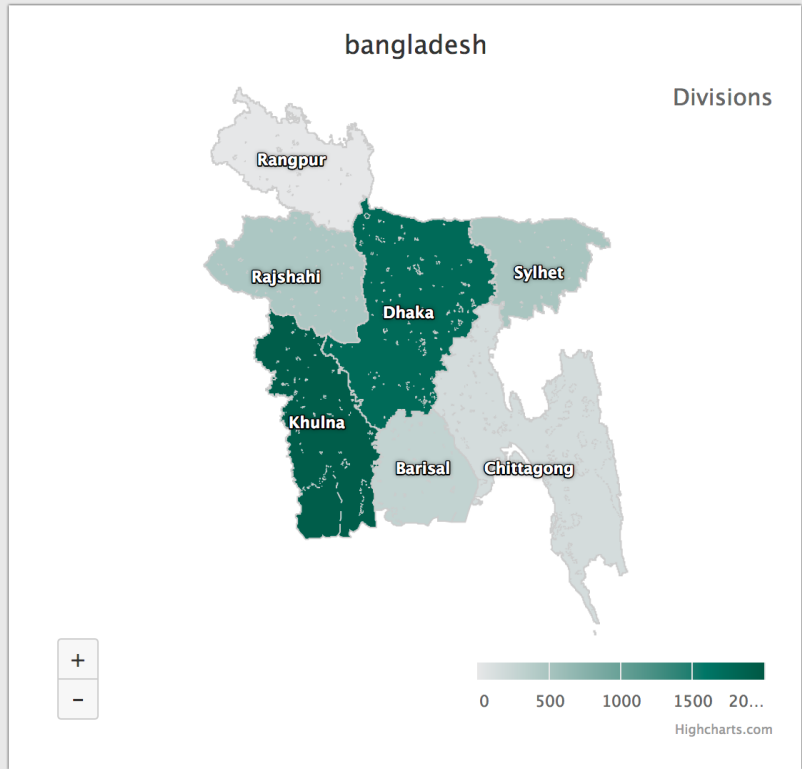 bangladesh
Divisions
Rangpur
Rajshahi
Sylhet
Dhaka
Khulna
Barisal
Chittagong
+
−
0 500 1000 1500 20...
Highcharts.com